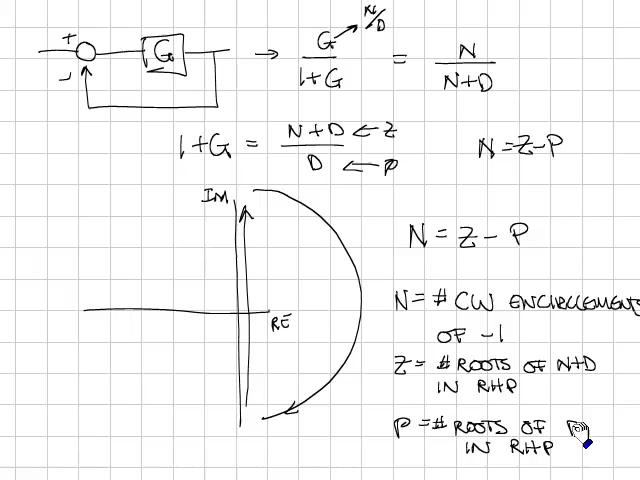 + G → G/(1+G) → N/D = N/(N+D)
-
1+G = (N+D)/D ← Z ← P N = Z-P
IM
RE
N = Z - P
N = # CW ENCIRCLEMENTS
OF -1
Z = # ROOTS OF N+D
IN RHP
P = # ROOTS OF
IN RHP